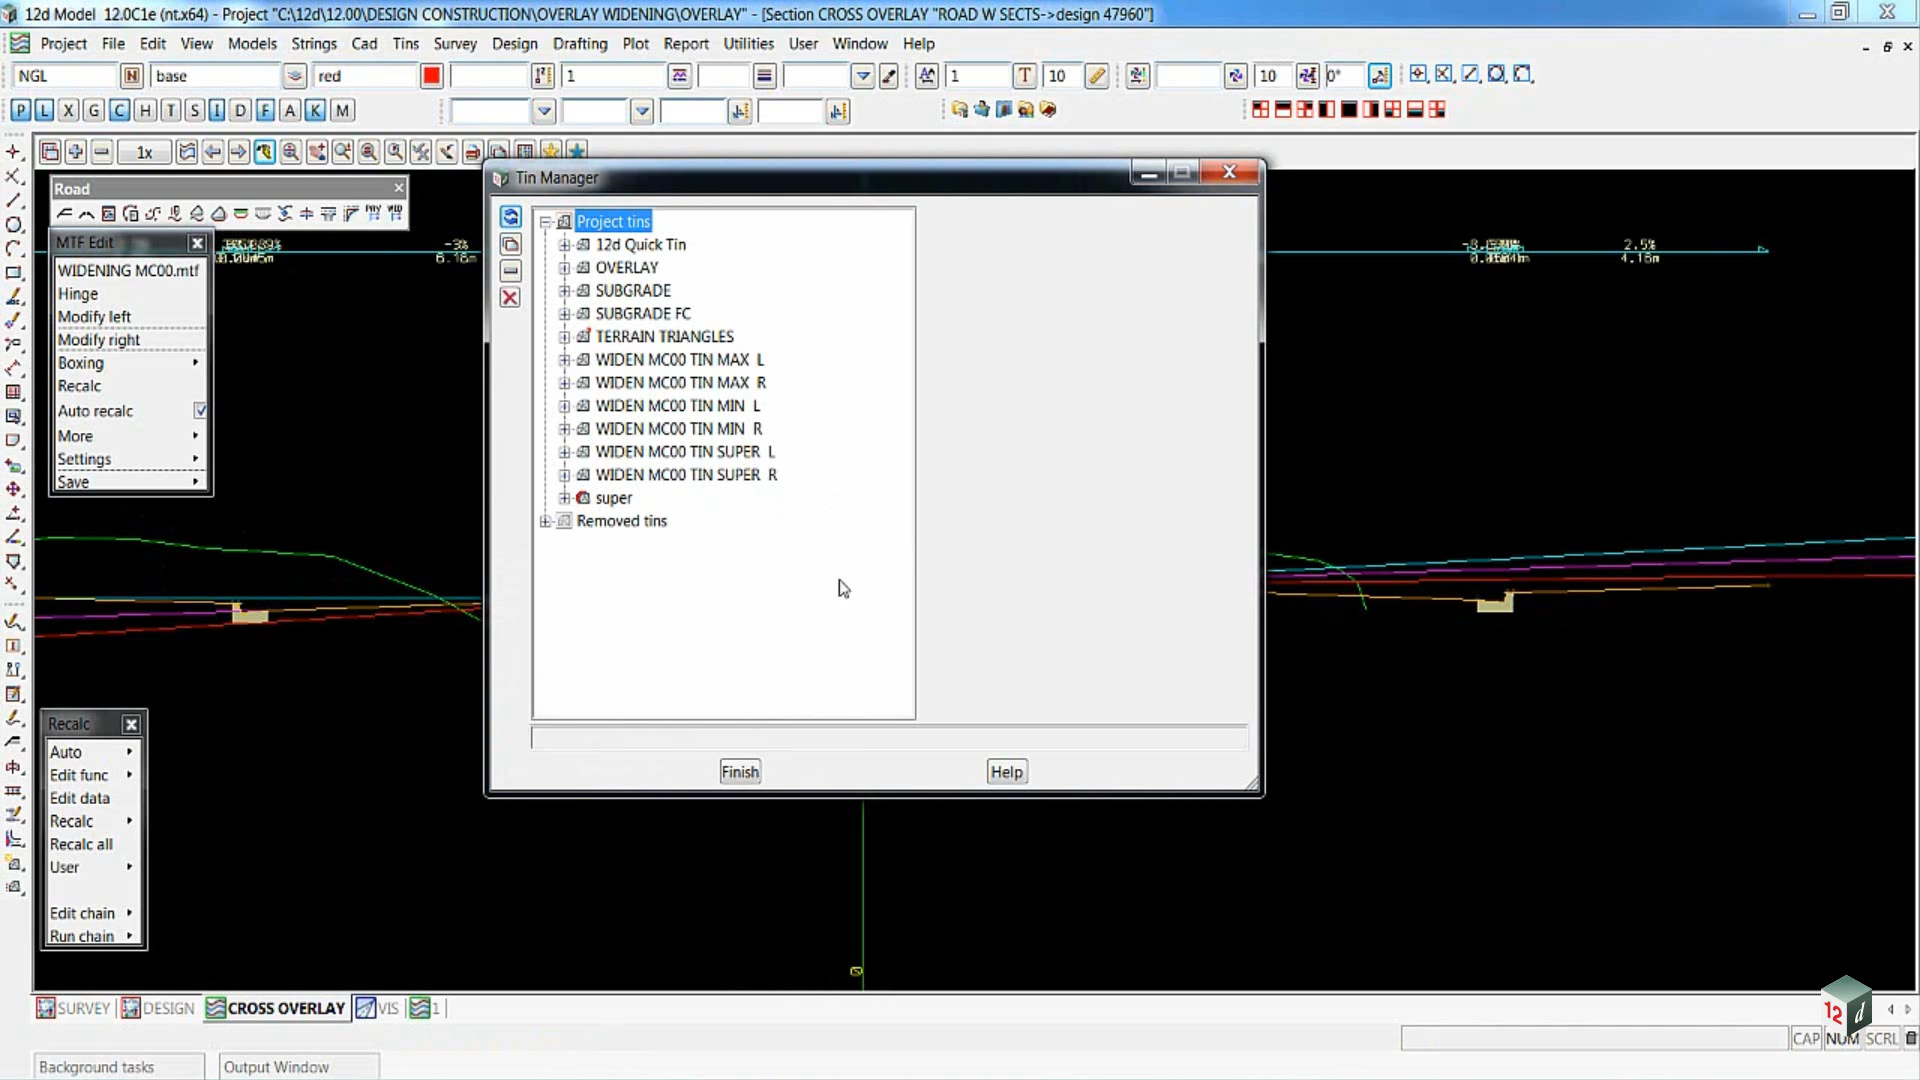 12d Model 12.0C1e (nt.x64) - Project "C:\12d\12.00\DESIGN CONSTRUCTION\OVERLAY WIDENING\OVERLAY" - [Section CROSS OVERLAY "ROAD W SECTS->design 47960"]
Project File Edit View Models Strings Cad Tins Survey Design Drafting Plot Report Utilities User Window Help
NGL N base red 1 1 T 10 10 0°
P L X G C H T S I D F A K M
1x
Tin Manager
Road
MTF Edit
WIDENING MC00.mtf
Hinge
Modify left
Modify right
Boxing
Recalc
Auto recalc
More
Settings
Save
-3%
6.16m
2.5%
4.16m
Project tins
12d Quick Tin
OVERLAY
SUBGRADE
SUBGRADE FC
TERRAIN TRIANGLES
WIDEN MC00 TIN MAX L
WIDEN MC00 TIN MAX R
WIDEN MC00 TIN MIN L
WIDEN MC00 TIN MIN R
WIDEN MC00 TIN SUPER L
WIDEN MC00 TIN SUPER R
super
Removed tins
Finish Help
Recalc
Auto
Edit func
Edit data
Recalc
Recalc all
User
Edit chain
Run chain
SURVEY DESIGN CROSS OVERLAY VIS 1
12 d
CAP NUM SCRL
Background tasks Output Window